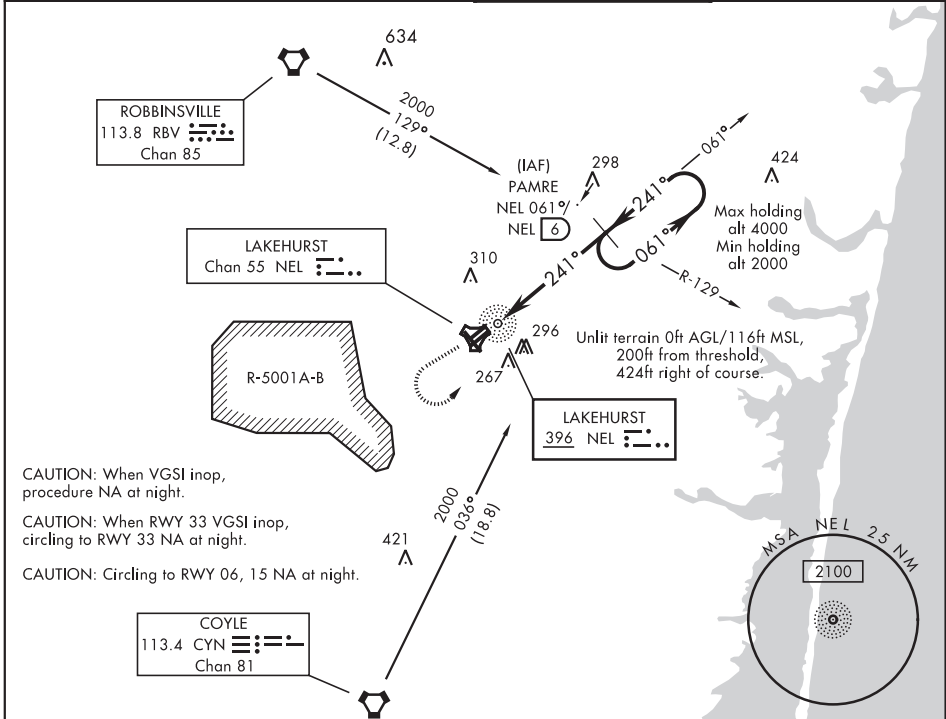 634
ROBBINSVILLE
113.8 RBV
Chan 85
2000
129°
(12.8)
(IAF)
PAMRE
NEL 061°
NEL 6
298
061°
241°
424
Max holding
alt 4000
Min holding
alt 2000
061°
241°
R-129
LAKEHURST
Chan 55 NEL
310
296
267
Unlit terrain 0ft AGL/116ft MSL,
200ft from threshold,
424ft right of course.
R-5001A-B
LAKEHURST
396 NEL
CAUTION: When VGSI inop,
procedure NA at night.
CAUTION: When RWY 33 VGSI inop,
circling to RWY 33 NA at night.
CAUTION: Circling to RWY 06, 15 NA at night.
2000
036°
(18.8)
421
MSA NEL 25 NM
2100
COYLE
113.4 CYN
Chan 81